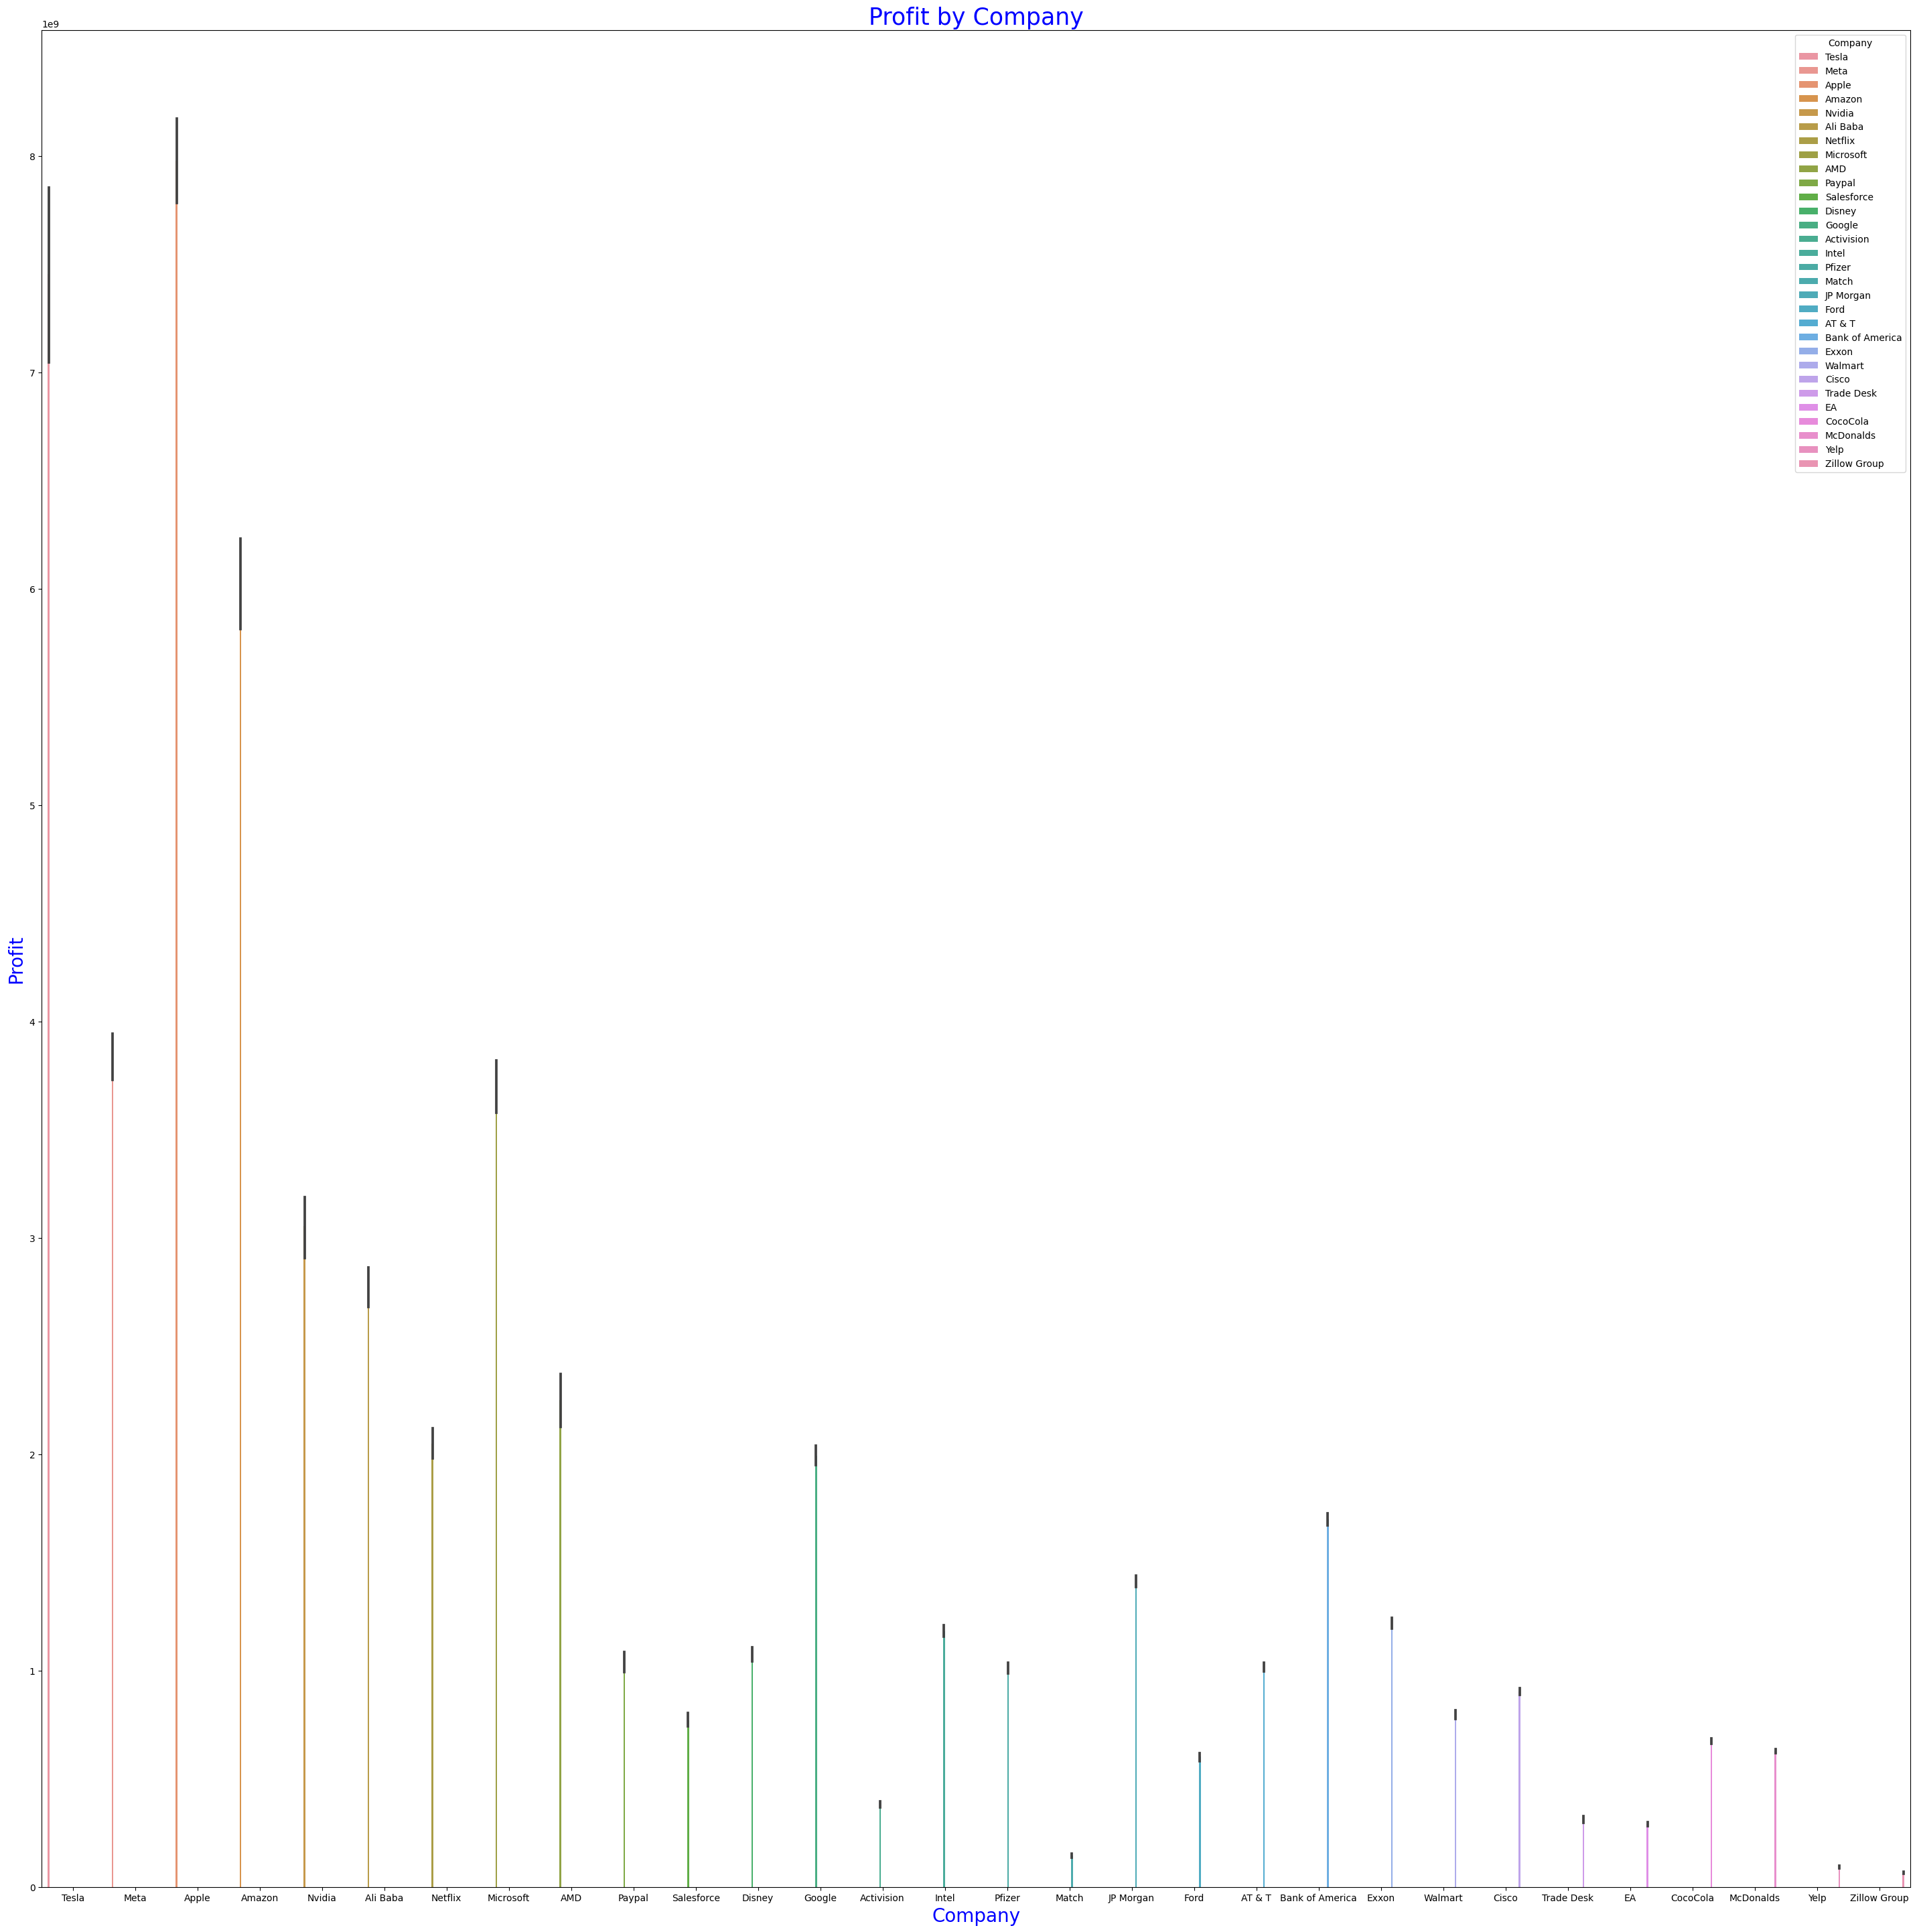 Profit by Company
1e9
8
7
6
5
4
3
2
1
0
Profit
Company
Tesla
Meta
Apple
Amazon
Nvidia
Ali Baba
Netflix
Microsoft
AMD
Paypal
Salesforce
Disney
Google
Activision
Intel
Pfizer
Match
JP Morgan
Ford
AT & T
Bank of America
Exxon
Walmart
Cisco
Trade Desk
EA
CocoCola
McDonalds
Yelp
Zillow Group
Tesla Meta Apple Amazon Nvidia Ali Baba Netflix Microsoft AMD Paypal Salesforce Disney Google Activision Intel Pfizer Match JP Morgan Ford AT & T Bank of America Exxon Walmart Cisco Trade Desk EA CocoCola McDonalds Yelp Zillow Group
Company